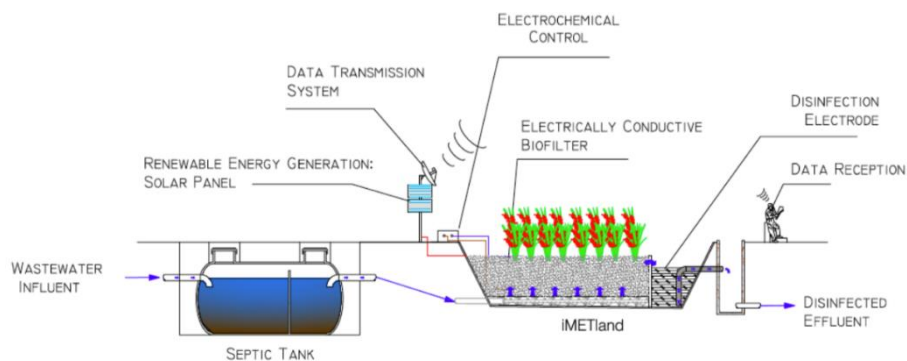 ELECTROCHEMICAL
CONTROL
DATA TRANSMISSION
SYSTEM
DISINFECTION
ELECTRODE
ELECTRICALLY CONDUCTIVE
BIOFILTER
RENEWABLE ENERGY GENERATION:
SOLAR PANEL
DATA RECEPTION
WASTEWATER
INFLUENT
iMETland
DISINFECTED
EFFLUENT
SEPTIC TANK